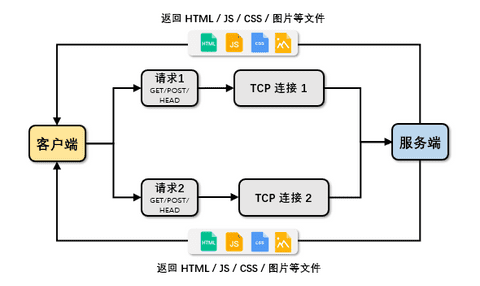 返回 HTML / JS / CSS / 图片等文件
HTML JS CSS
请求1
GET/POST/
HEAD
TCP 连接 1
客户端
服务端
请求2
GET/POST/
HEAD
TCP 连接 2
HTML JS CSS
返回 HTML / JS / CSS / 图片等文件